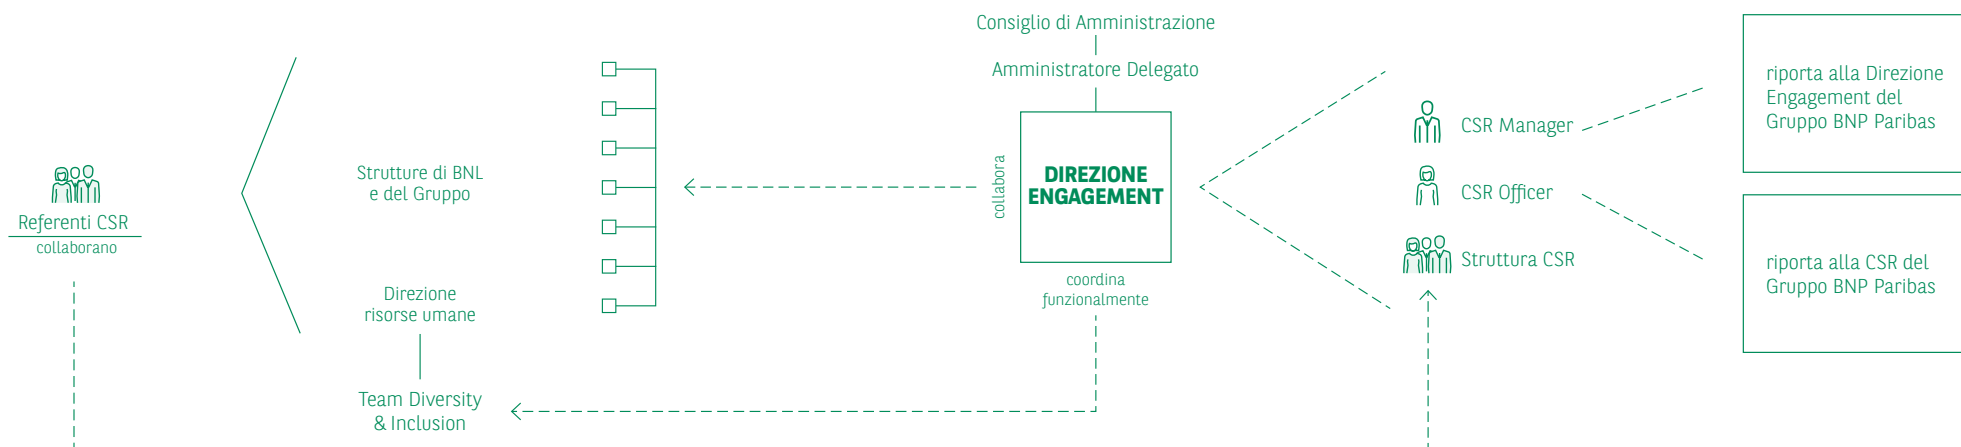 Referenti CSR
collaborano
Strutture di BNL
e del Gruppo
Direzione
risorse umane
Team Diversity
& Inclusion
Consiglio di Amministrazione
Amministratore Delegato
collabora
DIREZIONE
ENGAGEMENT
coordina
funzionalmente
CSR Manager
CSR Officer
Struttura CSR
riporta alla Direzione
Engagement del
Gruppo BNP Paribas
riporta alla CSR del
Gruppo BNP Paribas